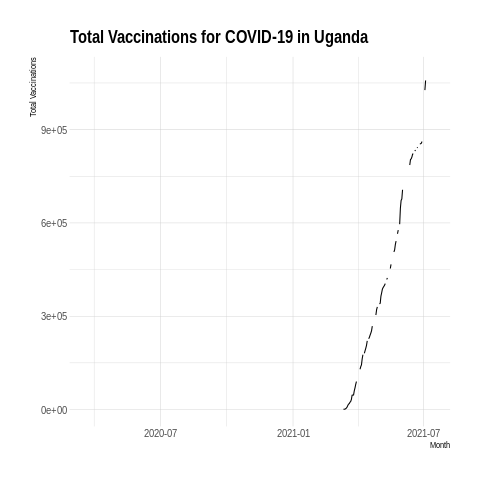 Total Vaccinations for COVID-19 in Uganda
Total Vaccinations
9e+05
6e+05
3e+05
0e+00
2020-07
2021-01
2021-07
Month